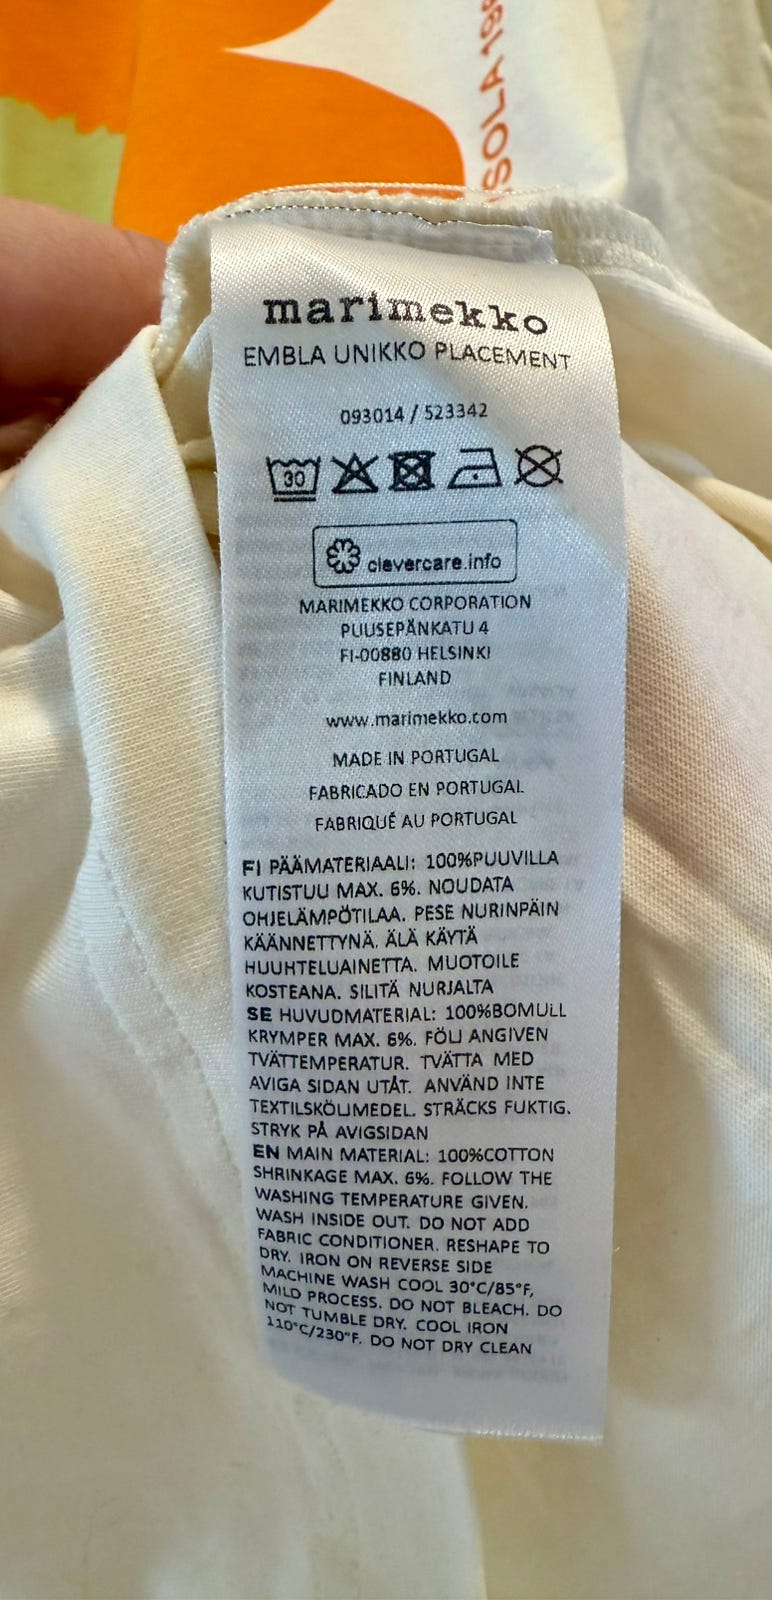 SOLA 19
marimekko
EMBLA UNIKKO PLACEMENT
093014 / 523342
30
clevercare.info
MARIMEKKO CORPORATION
PUUSEPÄNKATU 4
FI-00880 HELSINKI
FINLAND
www.marimekko.com
MADE IN PORTUGAL
FABRICADO EN PORTUGAL
FABRIQUÉ AU PORTUGAL
FI PÄÄMATERIAALI: 100%PUUVILLA
KUTISTUU MAX. 6%. NOUDATA
OHJELÄMPÖTILAA. PESE NURINPÄIN
KÄÄNNETTYNÄ. ÄLÄ KÄYTÄ
HUUHTELUAINETTA. MUOTOILE
KOSTEANA. SILITÄ NURJALTA
SE HUVUDMATERIAL: 100%BOMULL
KRYMPER MAX. 6%. FÖLJ ANGIVEN
TVÄTTEMPERATUR. TVÄTTA MED
AVIGA SIDAN UTÅT. ANVÄND INTE
TEXTILSKÖLJMEDEL. STRÄCKS FUKTIG.
STRYK PÅ AVIGSIDAN
EN MAIN MATERIAL: 100%COTTON
SHRINKAGE MAX. 6%. FOLLOW THE
WASHING TEMPERATURE GIVEN.
WASH INSIDE OUT. DO NOT ADD
FABRIC CONDITIONER. RESHAPE TO
DRY. IRON ON REVERSE SIDE
MACHINE WASH COOL 30°C/85°F,
MILD PROCESS. DO NOT BLEACH. DO
NOT TUMBLE DRY. COOL IRON
110°C/230°F. DO NOT DRY CLEAN